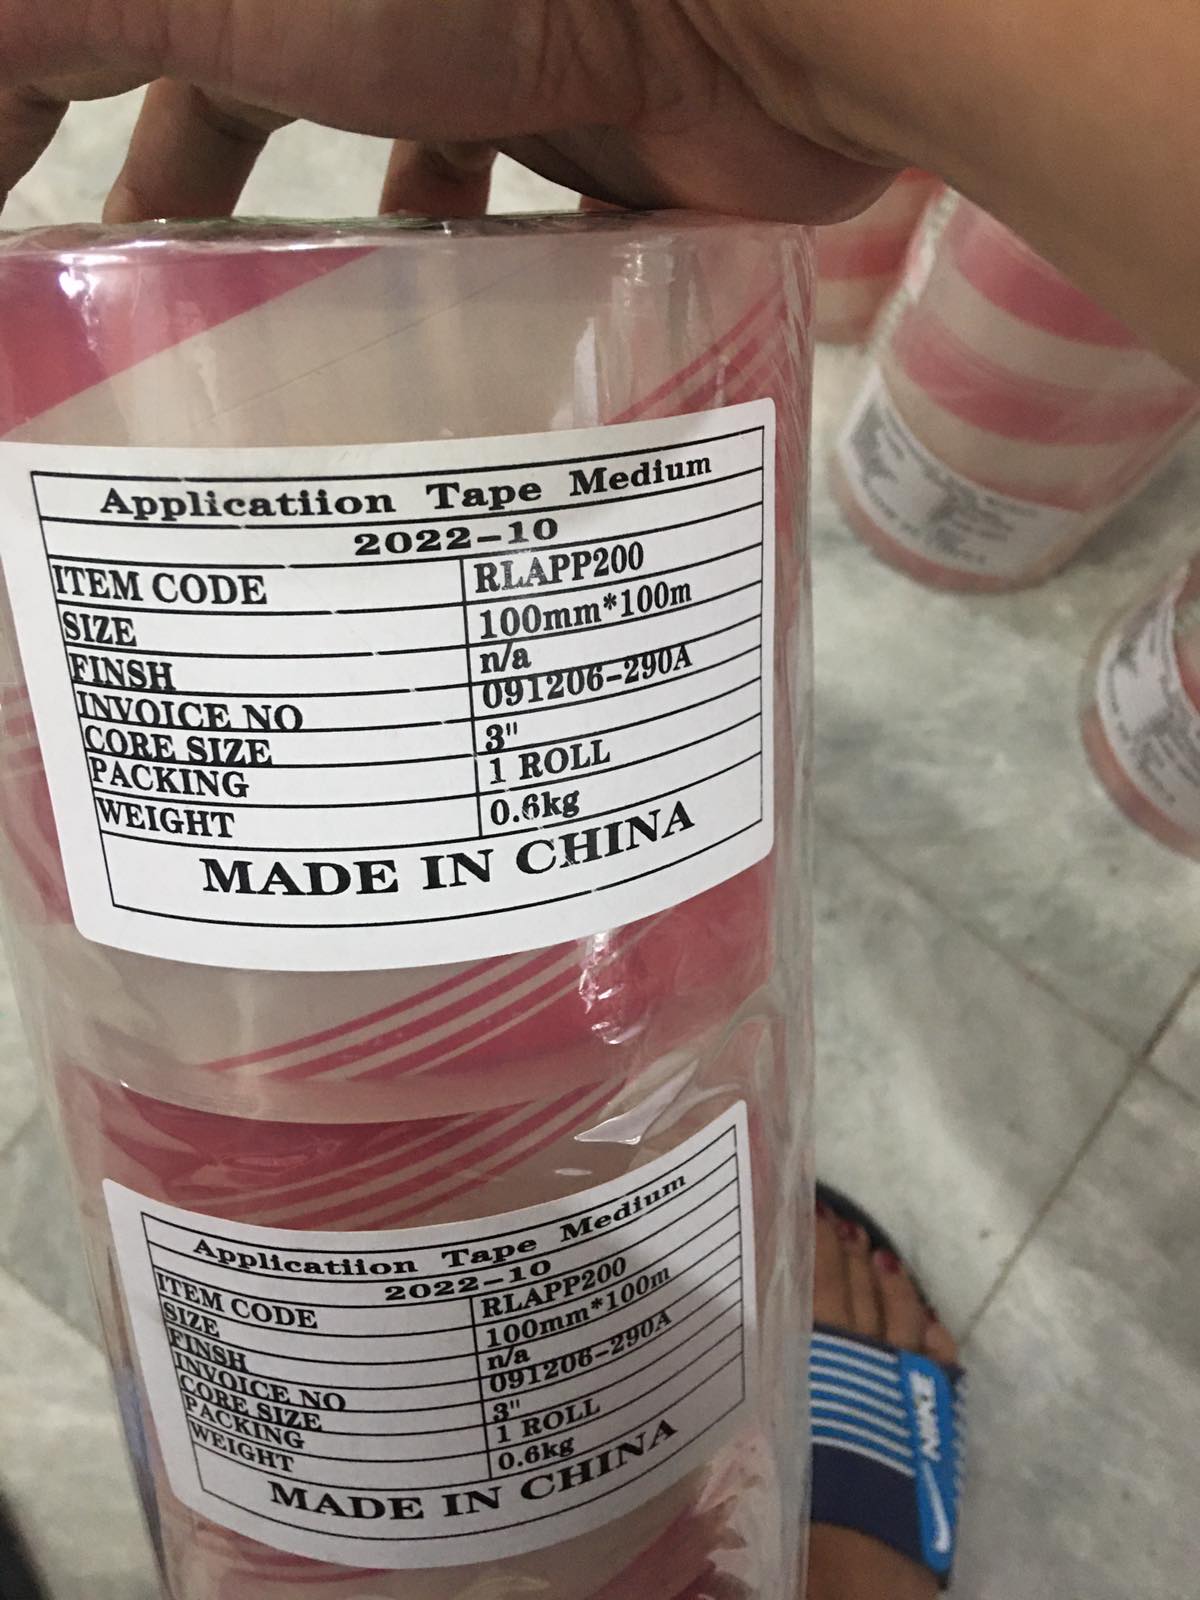 Applicatiion Tape Medium
2022-10
ITEM CODE RLAPP200
SIZE 100mm*100m
FINSH n/a
INVOICE NO 091206-290A
CORE SIZE 3"
PACKING 1 ROLL
WEIGHT 0.6kg
MADE IN CHINA
Applicatiion Tape Medium
2022-10
ITEM CODE RLAPP200
SIZE 100mm*100m
FINSH n/a
INVOICE NO 091206-290A
CORE SIZE 3"
PACKING 1 ROLL
WEIGHT 0.6kg
MADE IN CHINA
NIKE